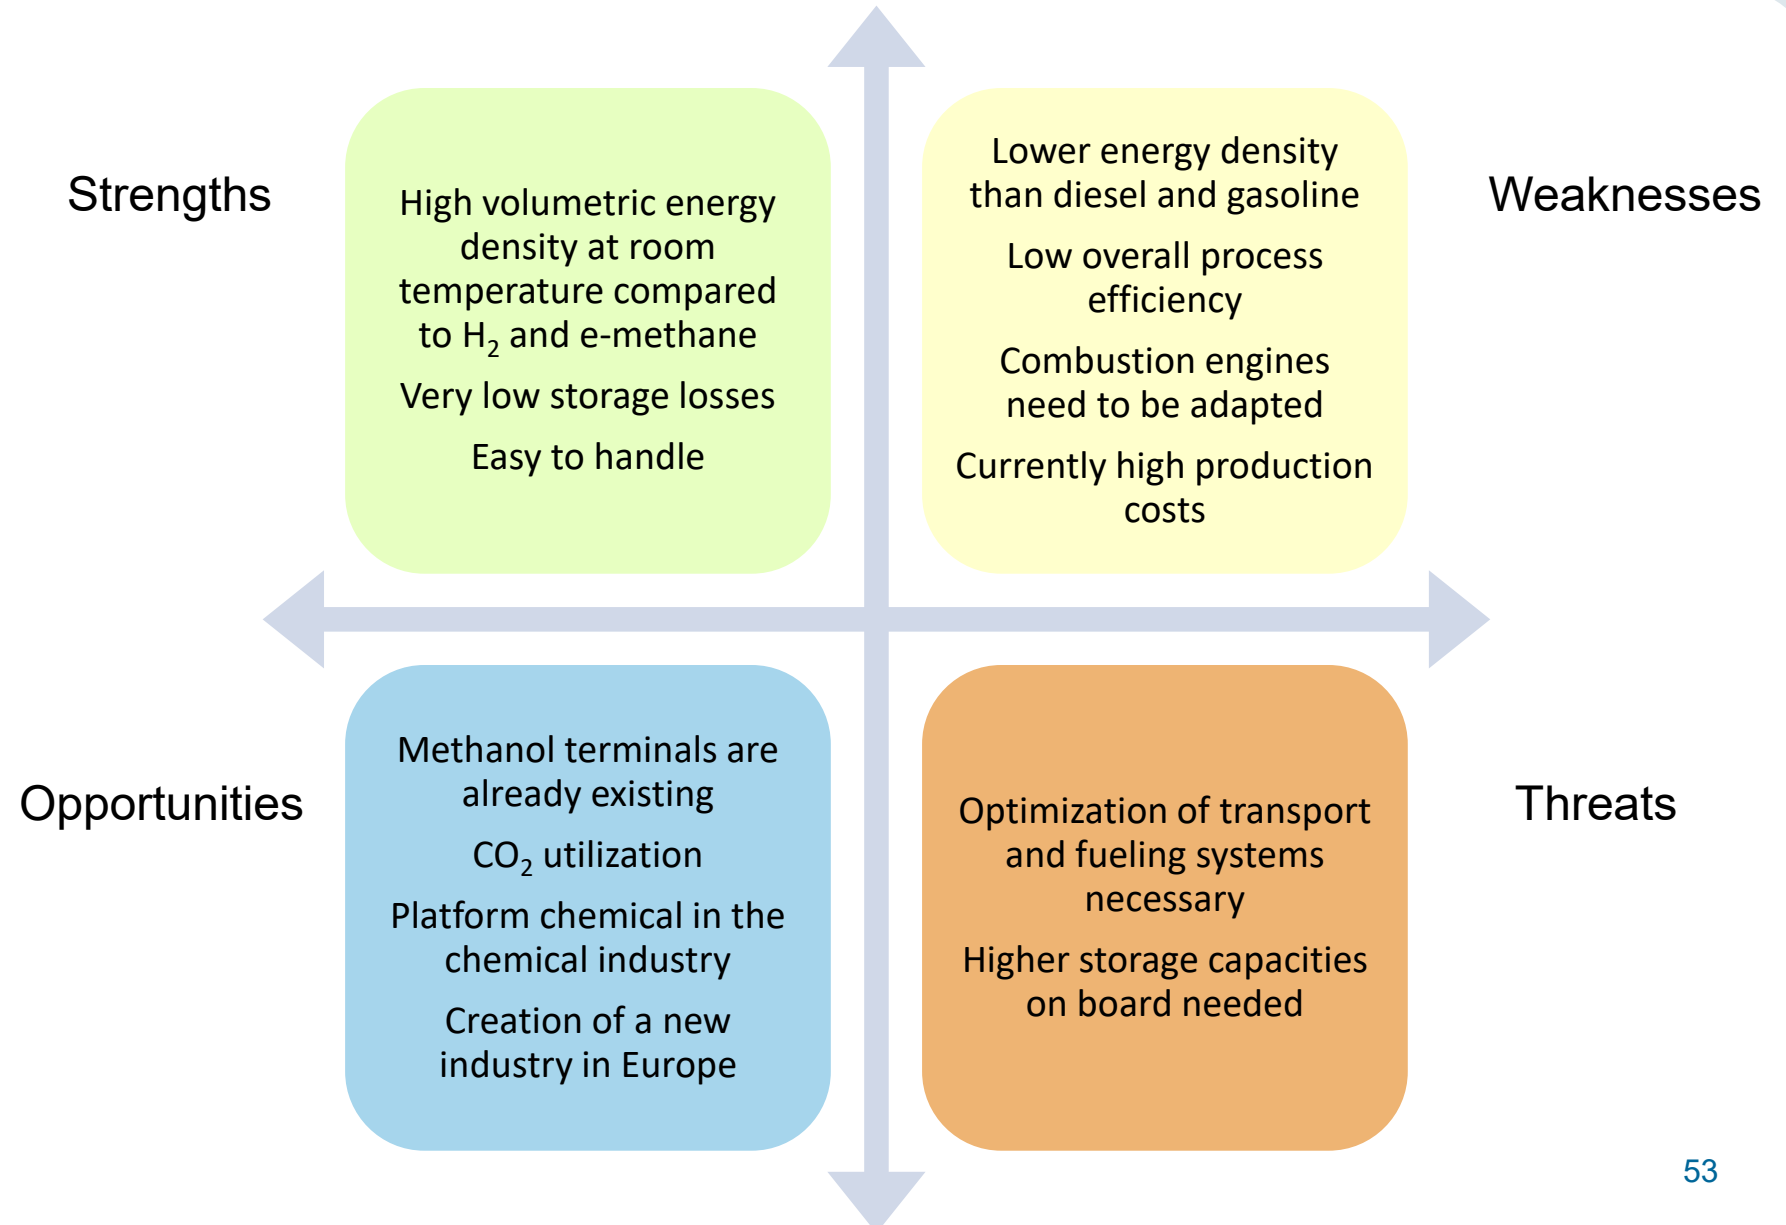 Strengths
High volumetric energy
density at room
temperature compared
to H₂ and e-methane
Very low storage losses
Easy to handle
Lower energy density
than diesel and gasoline
Low overall process
efficiency
Combustion engines
need to be adapted
Currently high production
costs
Weaknesses
Opportunities
Methanol terminals are
already existing
CO₂ utilization
Platform chemical in the
chemical industry
Creation of a new
industry in Europe
Optimization of transport
and fueling systems
necessary
Higher storage capacities
on board needed
Threats
53